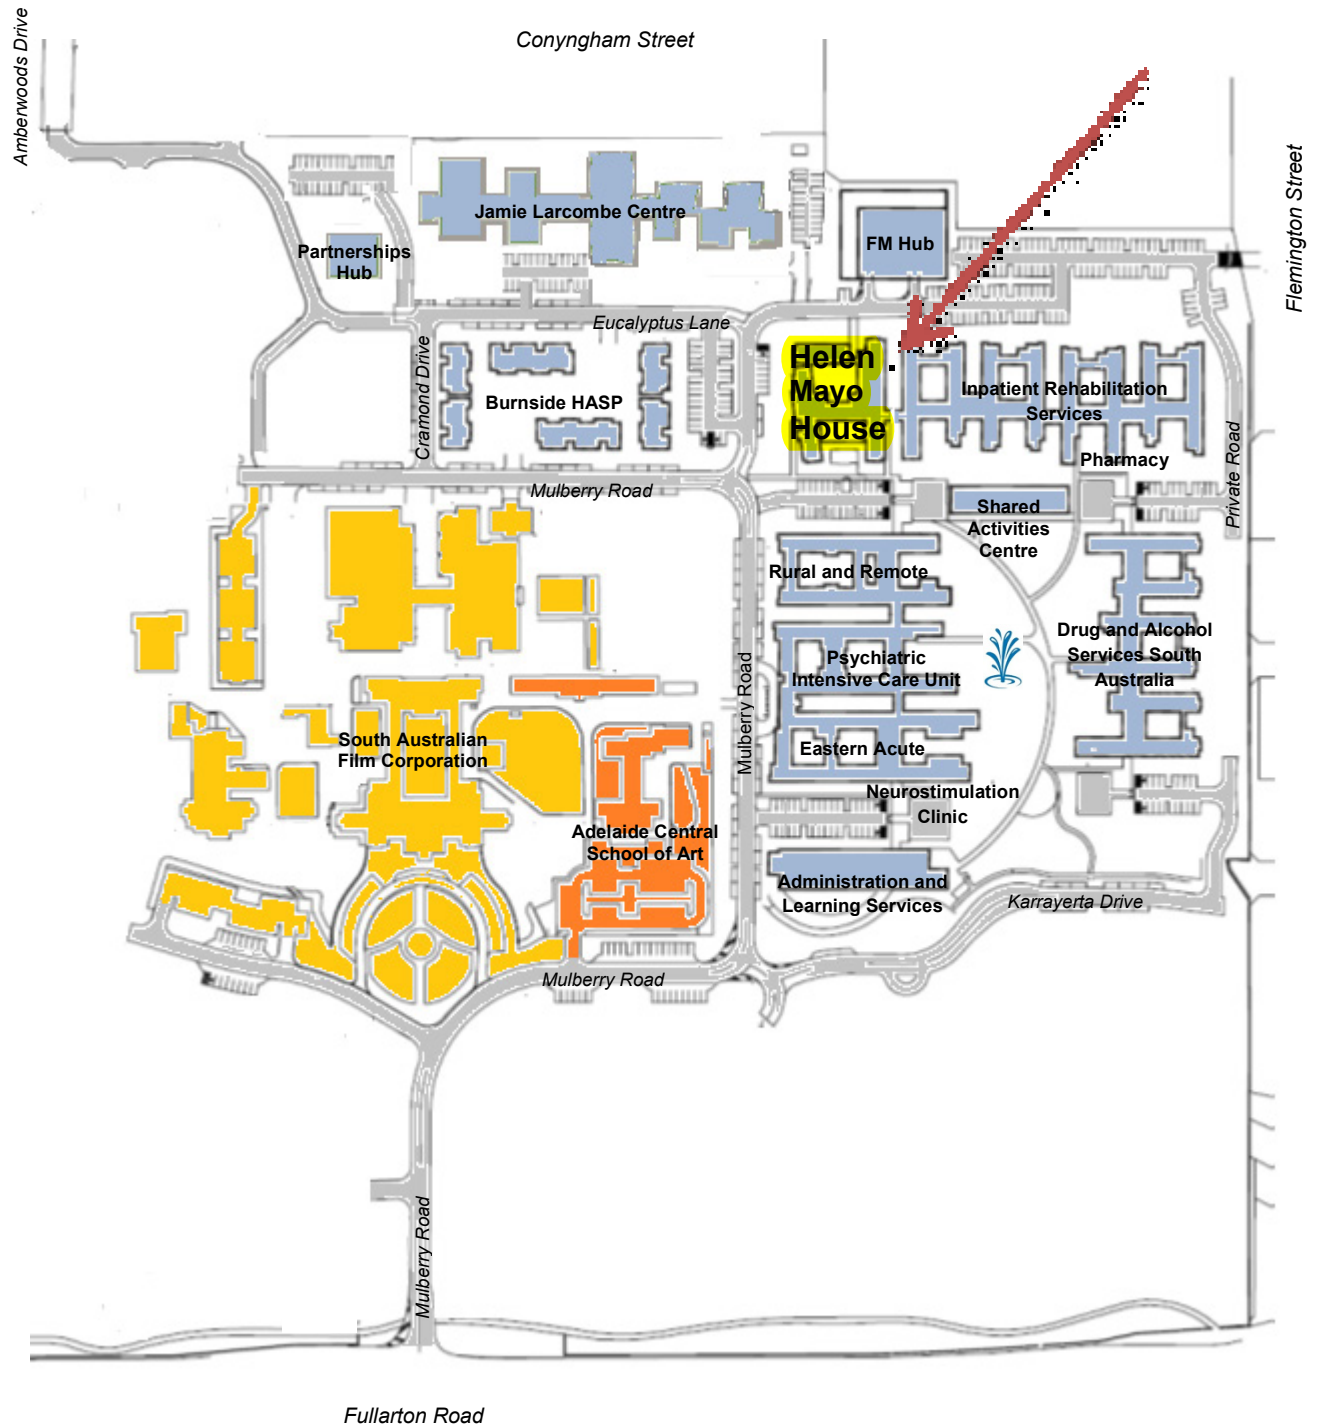 Conyngham Street
Amberwoods Drive
Flemington Street
Jamie Larcombe Centre
FM Hub
Partnerships
Hub
Eucalyptus Lane
Cramond Drive
Burnside HASP
Helen
Mayo
House
Inpatient Rehabilitation
Services
Pharmacy
Private Road
Mulberry Road
Shared
Activities
Centre
Rural and Remote
Drug and Alcohol
Services South
Australia
Psychiatric
Intensive Care Unit
Mulberry Road
South Australian
Film Corporation
Eastern Acute
Neurostimulation
Clinic
Adelaide Central
School of Art
Administration and
Learning Services
Karrayerta Drive
Mulberry Road
Mulberry Road
Fullarton Road